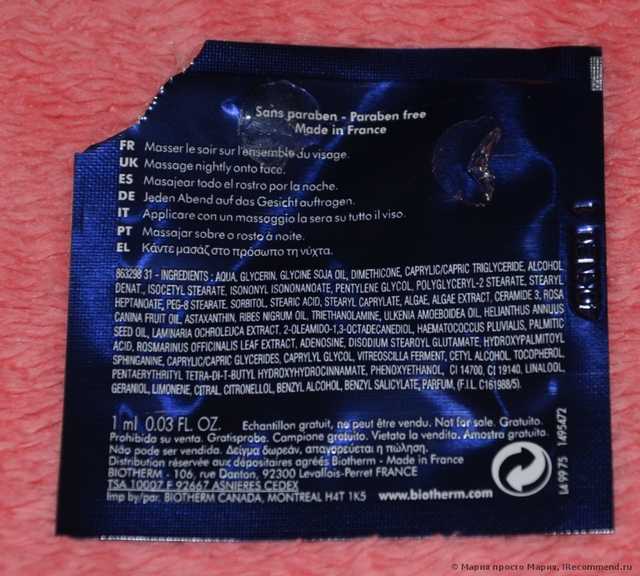 Sans paraben - Paraben free
Made in France
FR Masser le soir sur l'ensemble du visage.
UK Massage nightly onto face.
ES Masajear todo el rostro por la noche.
DE Jeden Abend auf das Gesicht auftragen.
IT Applicare con un massaggio la sera su tutto il viso.
PT Massajar sobre o rosto à noite.
EL Κάντε μασάζ στο πρόσωπο τη νύχτα.
863298 31 - INGREDIENTS : AQUA, GLYCERIN, GLYCINE SOJA OIL, DIMETHICONE, CAPRYLIC/CAPRIC TRIGLYCERIDE, ALCOHOL
DENAT., ISOCETYL STEARATE, ISONONYL ISONONANOATE, PENTYLENE GLYCOL, POLYGLYCERYL-2 STEARATE, STEARYL
HEPTANOATE, PEG-8 STEARATE, SORBITOL, STEARIC ACID, STEARYL CAPRYLATE, ALGAE, ALGAE EXTRACT, CERAMIDE 3, ROSA
CANINA FRUIT OIL, ASTAXANTHIN, RIBES NIGRUM OIL, TRIETHANOLAMINE, ULKENIA AMOEBOIDEA OIL, HELIANTHUS ANNUUS
SEED OIL, LAMINARIA OCHROLEUCA EXTRACT, 2-OLEAMIDO-1,3-OCTADECANEDIOL, HAEMATOCOCCUS PLUVIALIS, PALMITIC
ACID, ROSMARINUS OFFICINALIS LEAF EXTRACT, ADENOSINE, DISODIUM STEAROYL GLUTAMATE, HYDROXYPALMITOYL
SPHINGANINE, CAPRYLIC/CAPRIC GLYCERIDES, CAPRYLYL GLYCOL, VITREOSCILLA FERMENT, CETYL ALCOHOL, TOCOPHEROL,
PENTAERYTHRITYL TETRA-DI-T-BUTYL HYDROXYHYDROCINNAMATE, PHENOXYETHANOL, CI 14700, CI 19140, LINALOOL,
GERANIOL, LIMONENE, CITRAL, CITRONELLOL, BENZYL ALCOHOL, BENZYL SALICYLATE, PARFUM, (F.I.L. C161988/5).
1 ml 0.03 FL. OZ. Echantillon gratuit, ne peut être vendu. Not for sale. Gratuito.
Prohibida su venta. Gratisprobe. Campione gratuito. Vietata la vendita. Amostra gratuita.
Não pode ser vendido. Δείγμα δωρεάν, απαγορεύεται η πώληση.
Distribution réservée aux dépositaires agréés Biotherm - Made in France
BIOTHERM - 106, rue Danton, 92300 Levallois-Perret FRANCE
TSA 10007 F 92667 ASNIERES CEDEX
Imp by/par: BIOTHERM CANADA, MONTREAL H4T 1K5 www.biotherm.com
LA 99 75 1495472
© Мария просто Мария, IRecommend.ru